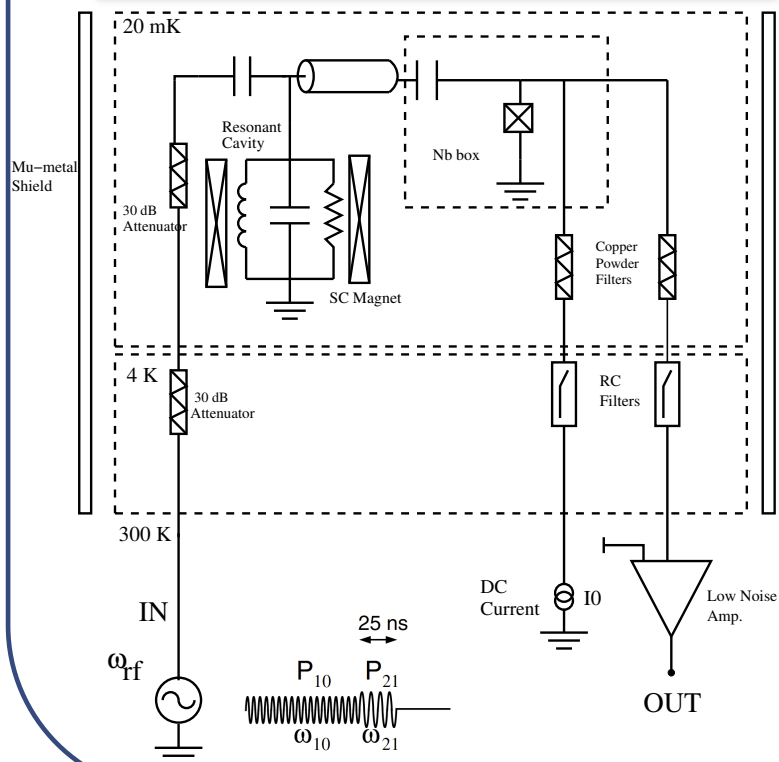 20 mK
Resonant
Cavity
Nb box
Mu-metal
Shield
30 dB
Attenuator
Copper
Powder
Filters
SC Magnet
4 K
30 dB
Attenuator
RC
Filters
300 K
IN
DC
Current
I0
Low Noise
Amp.
25 ns
ωrf
P10
P21
OUT
ω10
ω21